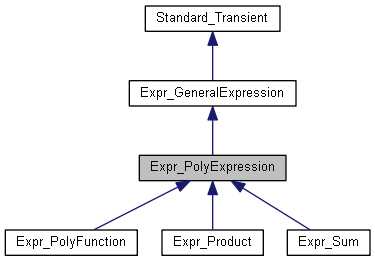 Standard_Transient
Expr_GeneralExpression
Expr_PolyExpression
Expr_PolyFunction
Expr_Product
Expr_Sum